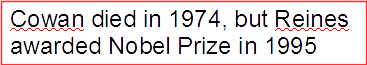 Cowan died in 1974, but Reines
awarded Nobel Prize in 1995